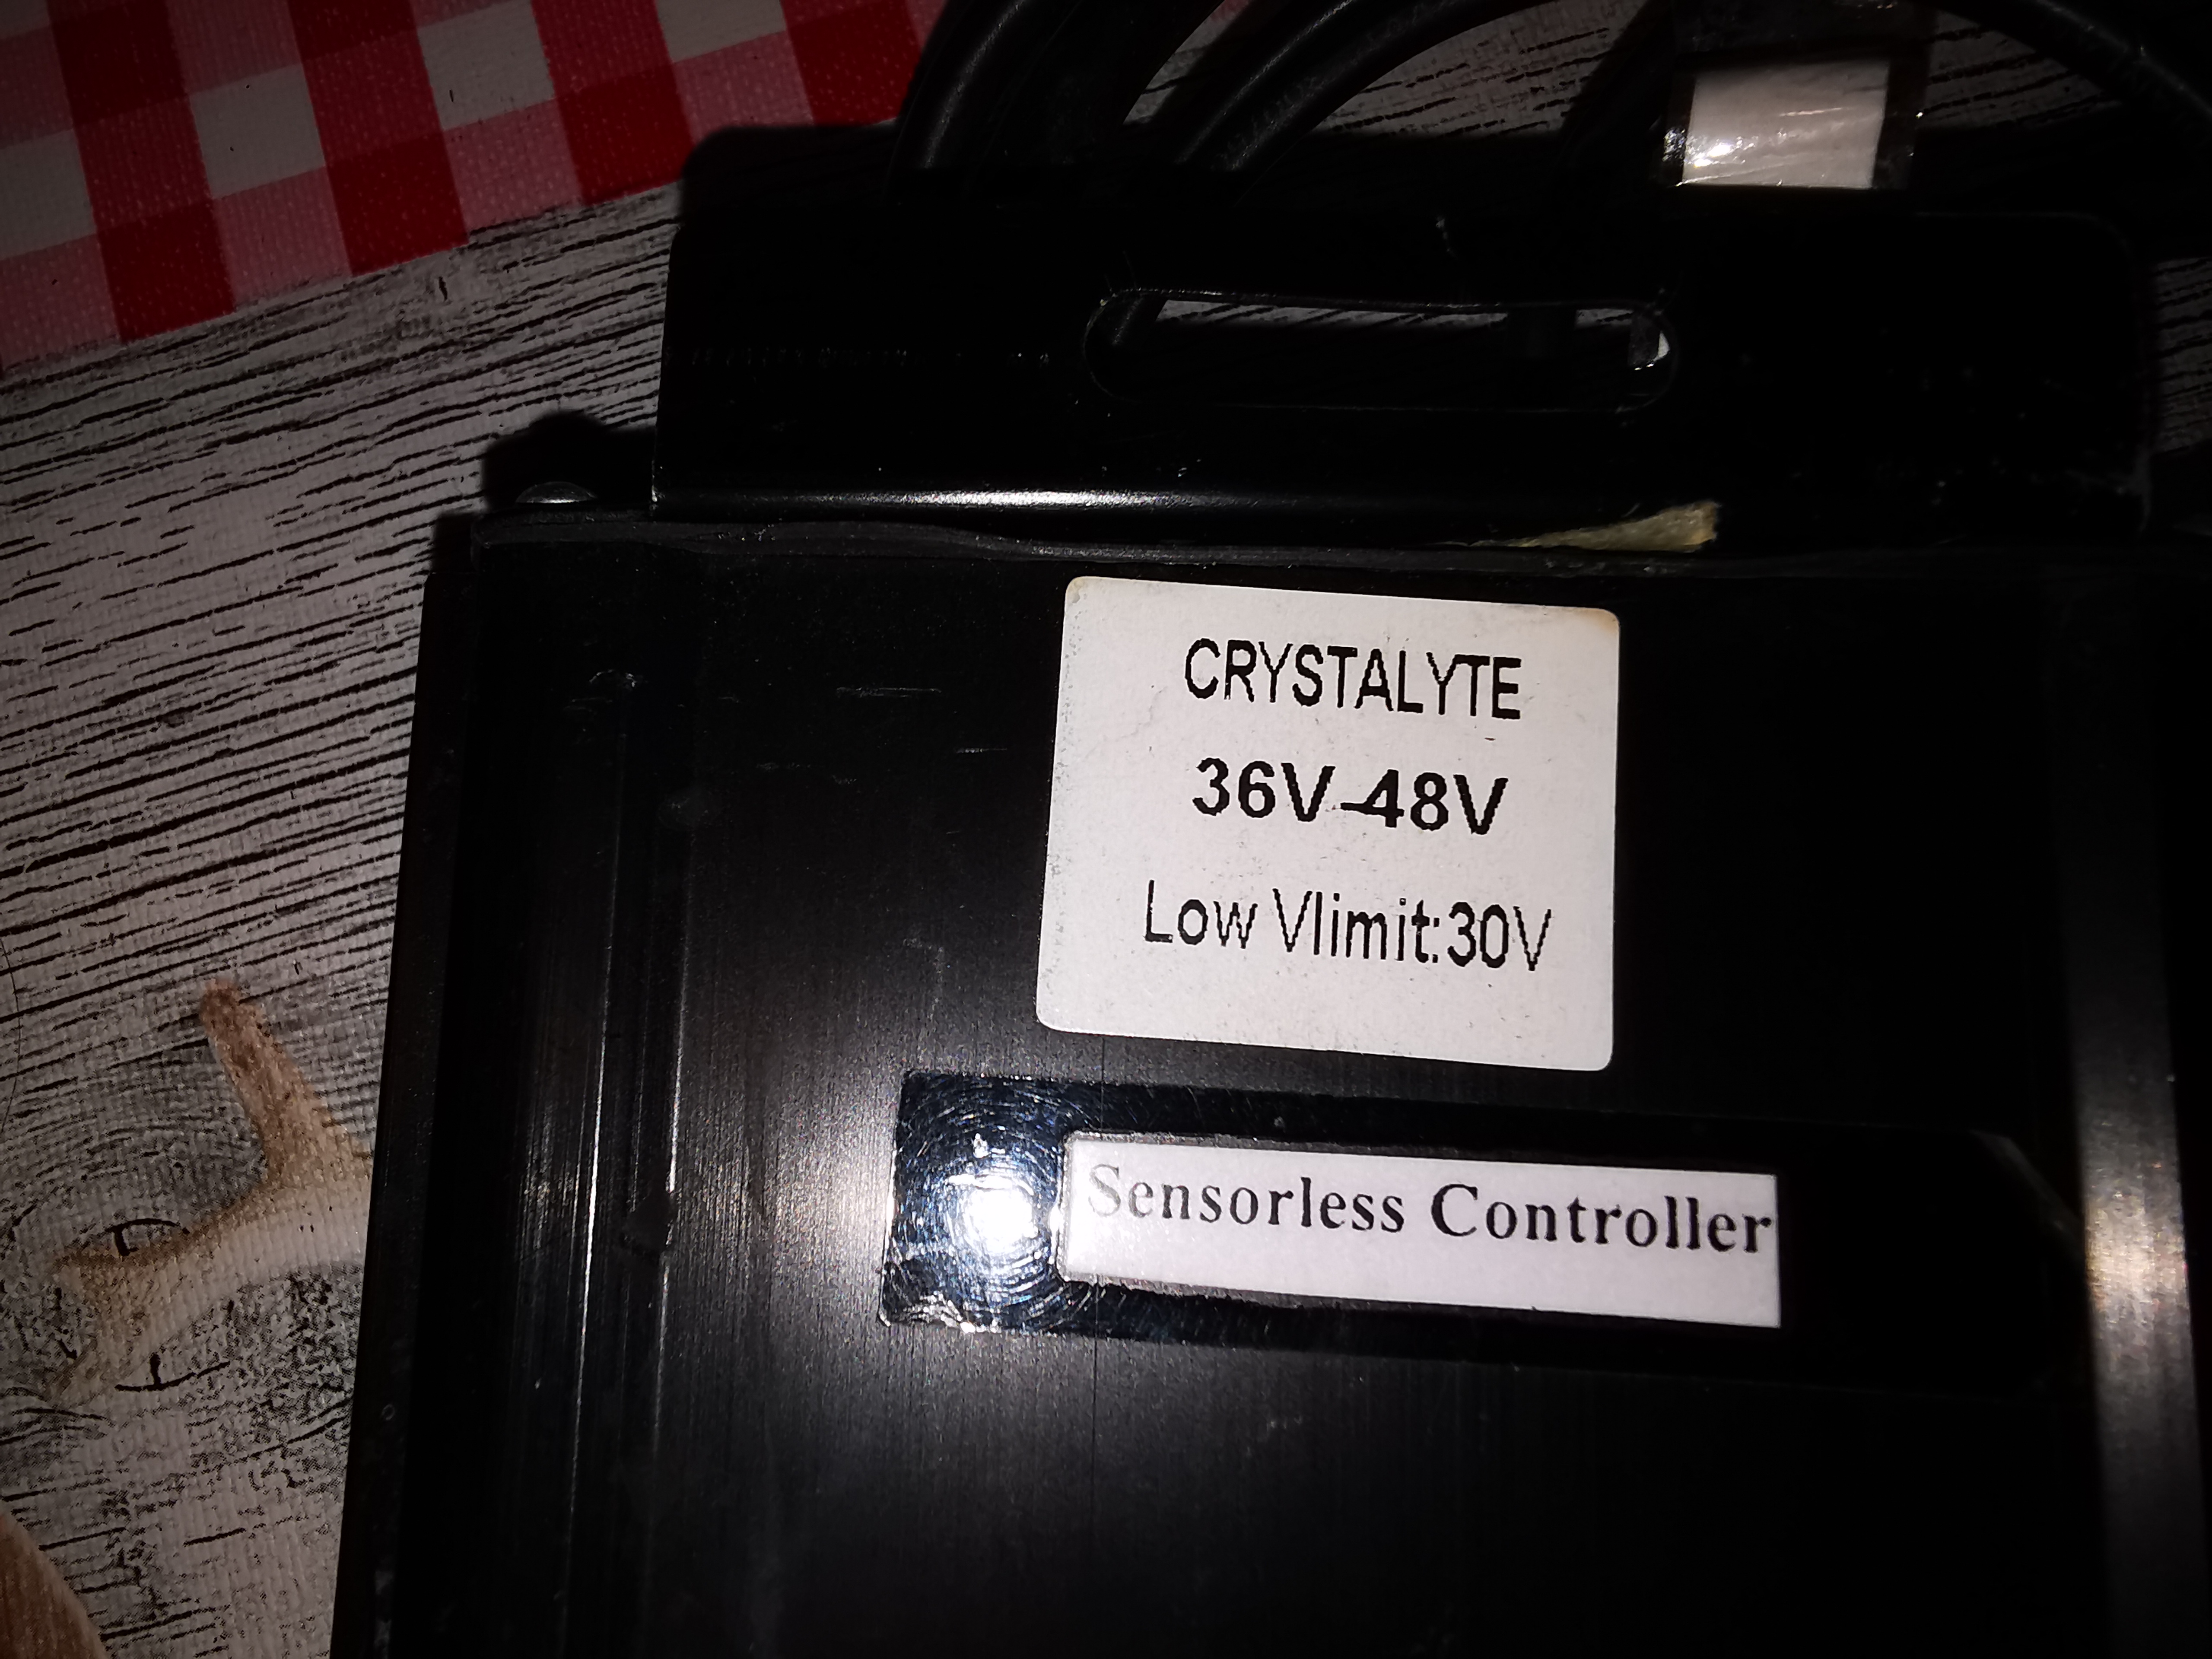 CRYSTALYTE
36V-48V
Low Vlimit:30V
Sensorless Controller